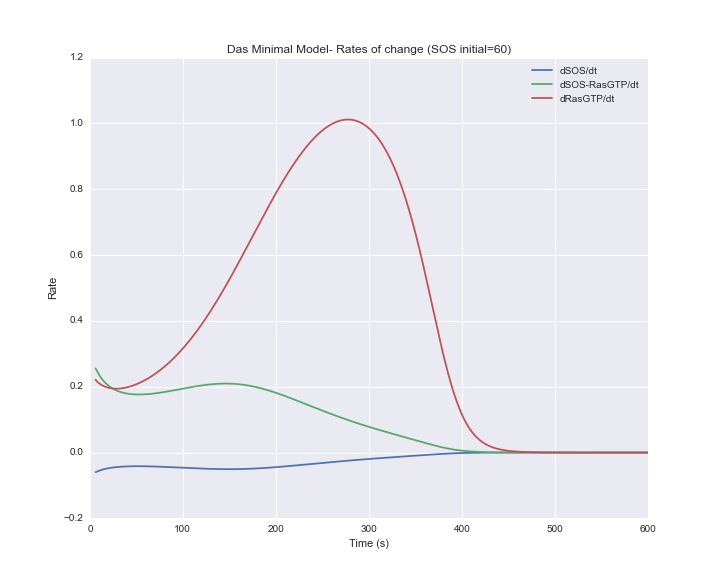 Das Minimal Model- Rates of change (SOS initial=60)
dSOS/dt
dSOS-RasGTP/dt
dRasGTP/dt
1.2
1.0
0.8
0.6
0.4
0.2
0.0
−0.2
Rate
0 100 200 300 400 500 600
Time (s)